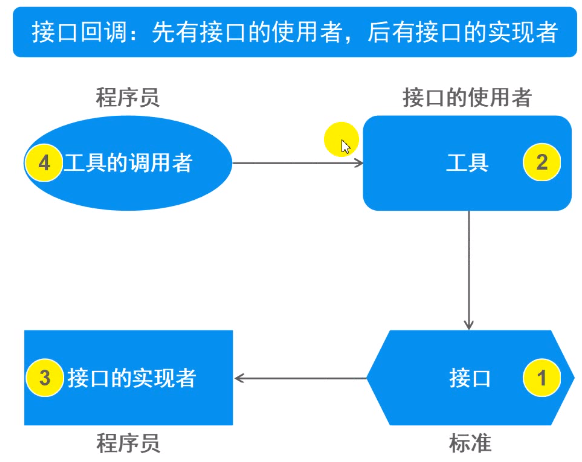 接口回调：先有接口的使用者，后有接口的实现者
程序员
接口的使用者
4 工具的调用者
工具 2
3 接口的实现者
接口 1
程序员
标准